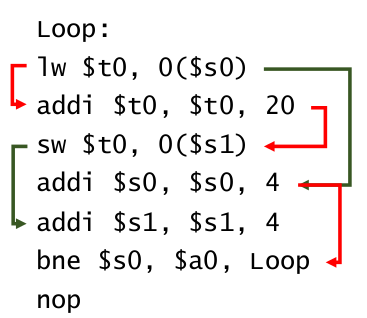 Loop:
lw $t0, 0($s0)
addi $t0, $t0, 20
sw $t0, 0($s1)
addi $s0, $s0, 4
addi $s1, $s1, 4
bne $s0, $a0, Loop
nop